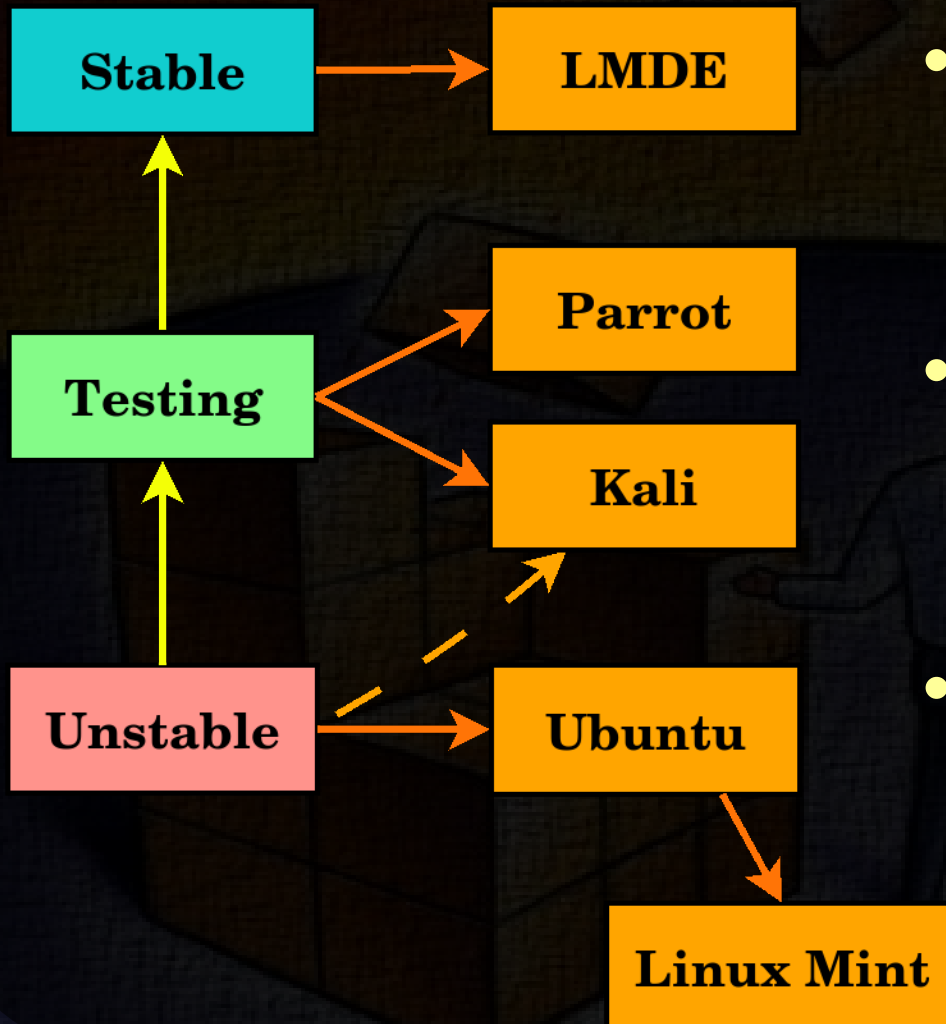 Stable
LMDE
Parrot
Testing
Kali
Unstable
Ubuntu
Linux Mint